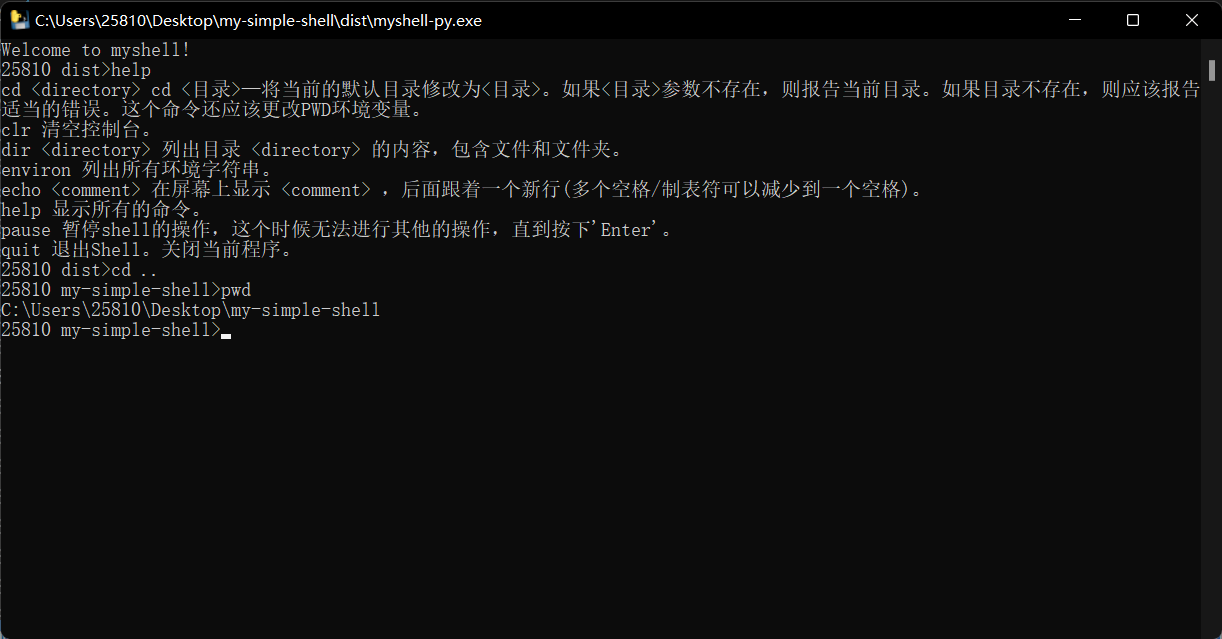 C:\Users\25810\Desktop\my-simple-shell\dist\myshell-py.exe
Welcome to myshell!
25810 dist>help
cd <directory> cd <目录>—将当前的默认目录修改为<目录>。如果<目录>参数不存在，则报告当前目录。如果目录不存在，则应该报告
适当的错误。这个命令还应该更改PWD环境变量。
clr 清空控制台。
dir <directory> 列出目录 <directory> 的内容，包含文件和文件夹。
environ 列出所有环境字符串。
echo <comment> 在屏幕上显示 <comment> ，后面跟着一个新行(多个空格/制表符可以减少到一个空格)。
help 显示所有的命令。
pause 暂停shell的操作，这个时候无法进行其他的操作，直到按下'Enter'。
quit 退出Shell。关闭当前程序。
25810 dist>cd ..
25810 my-simple-shell>pwd
C:\Users\25810\Desktop\my-simple-shell
25810 my-simple-shell>